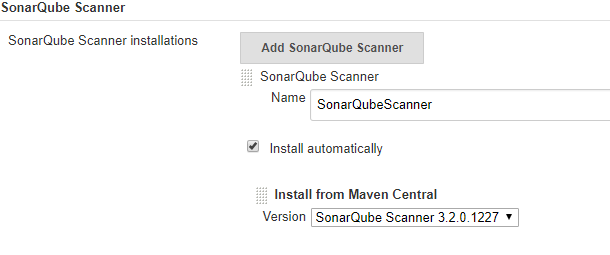 SonarQube Scanner
SonarQube Scanner installations
Add SonarQube Scanner
SonarQube Scanner
Name
SonarQubeScanner
Install automatically
Install from Maven Central
Version
SonarQube Scanner 3.2.0.1227